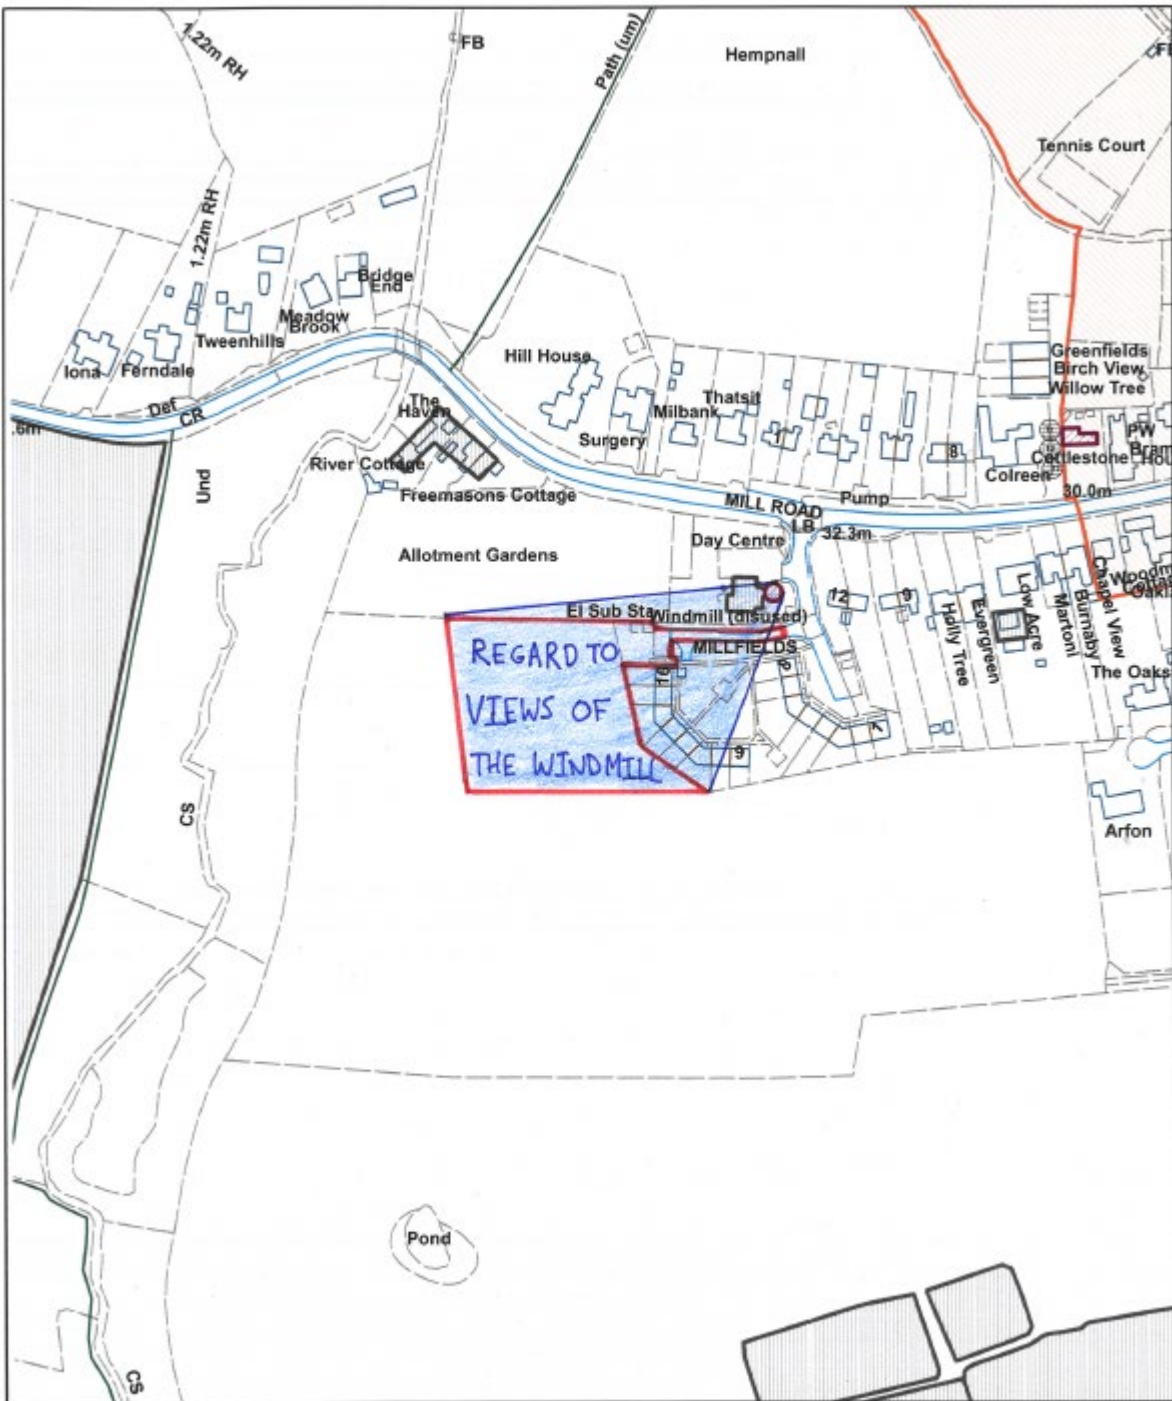 1.22m RH
FB
Path (um)
Hempnall
Tennis Court
1.22m RH
Bridge
End
Meadow
Brook
Tweenhills
Iona
Ferndale
Hill House
Thatsit
Milbank
Surgery
1
8
Greenfields
Birch View
Willow Tree
PW
Colreen
30.0m
Def
CR
.6m
The
Haven
River Cottage
Freemasons Cottage
Und
MILL ROAD
Pump
LB
32.3m
Day Centre
Allotment Gardens
El Sub Sta
Windmill (disused)
MILLFIELDS
12
9
Holly Tree
Evergreen
Low Acre
Martoni
Burnaby
Chapel View
The Oaks
16
9
REGARD TO
VIEWS OF
THE WINDMILL
CS
Arfon
Pond
CS